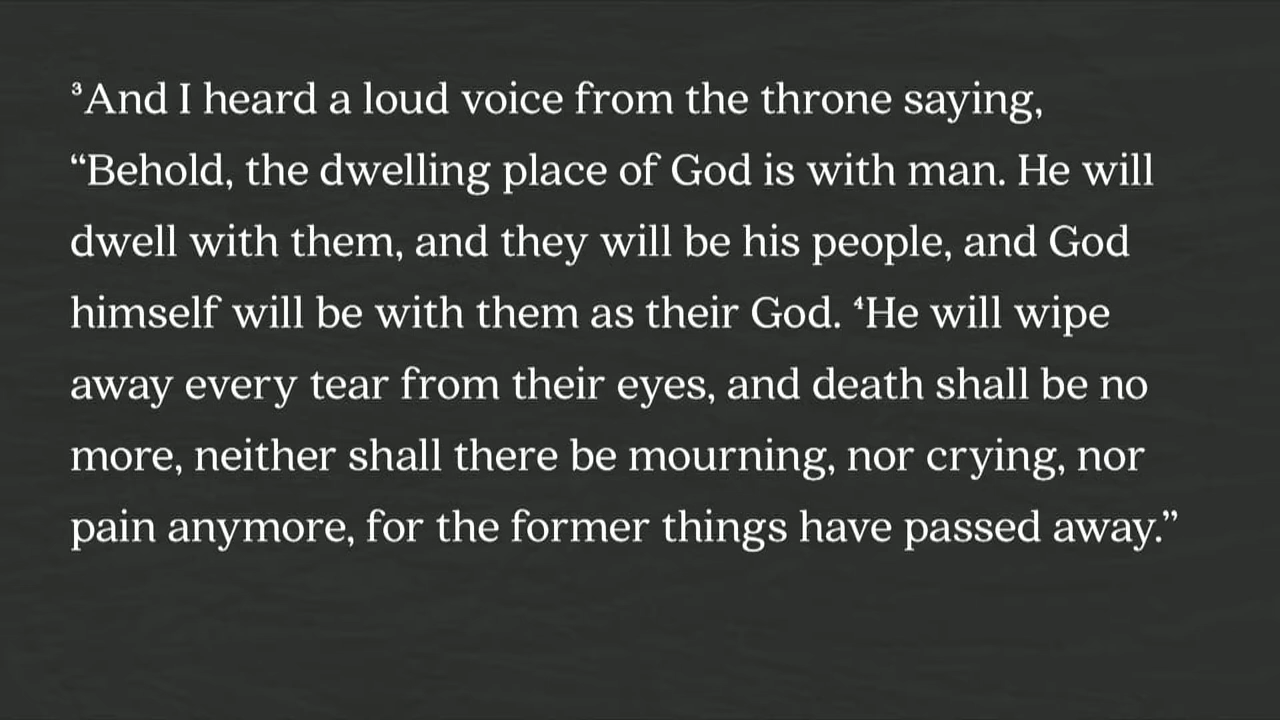 ³And I heard a loud voice from the throne saying,
“Behold, the dwelling place of God is with man. He will
dwell with them, and they will be his people, and God
himself will be with them as their God. ⁴He will wipe
away every tear from their eyes, and death shall be no
more, neither shall there be mourning, nor crying, nor
pain anymore, for the former things have passed away.”